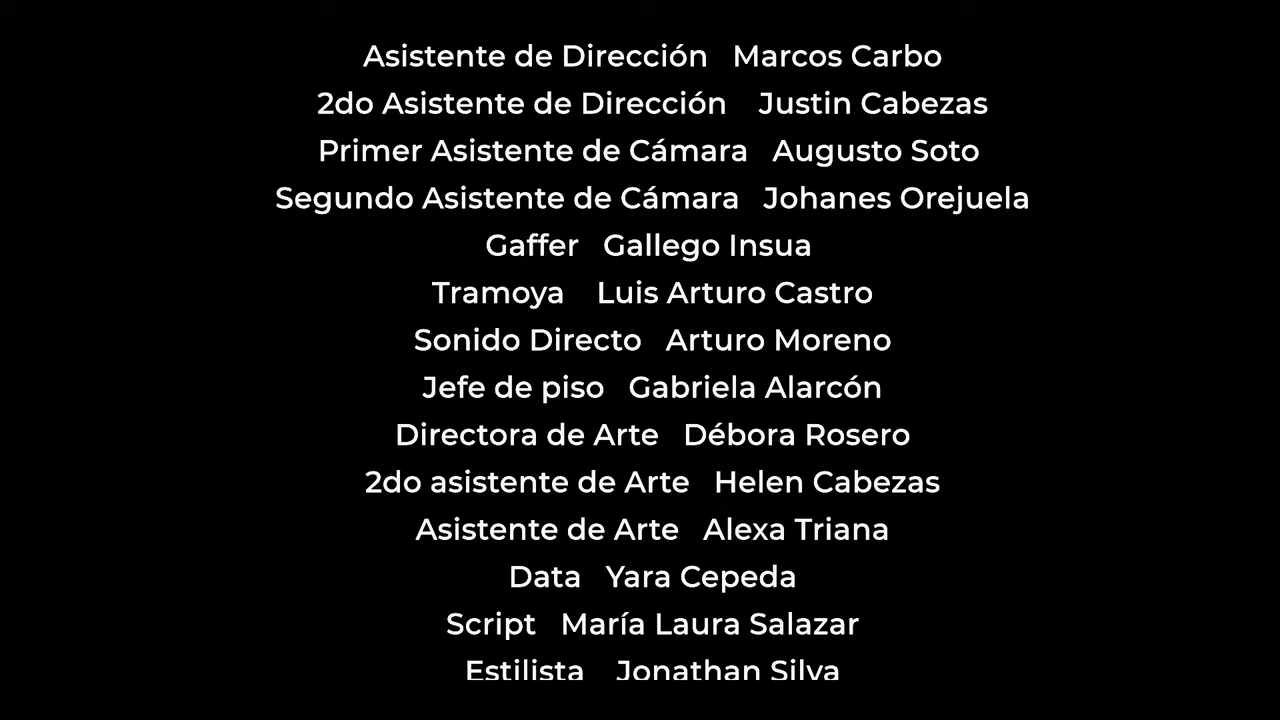 Asistente de Dirección Marcos Carbo
2do Asistente de Dirección Justin Cabezas
Primer Asistente de Cámara Augusto Soto
Segundo Asistente de Cámara Johanes Orejuela
Gaffer Gallego Insua
Tramoya Luis Arturo Castro
Sonido Directo Arturo Moreno
Jefe de piso Gabriela Alarcón
Directora de Arte Débora Rosero
2do asistente de Arte Helen Cabezas
Asistente de Arte Alexa Triana
Data Yara Cepeda
Script María Laura Salazar
Estilista Jonathan Silva